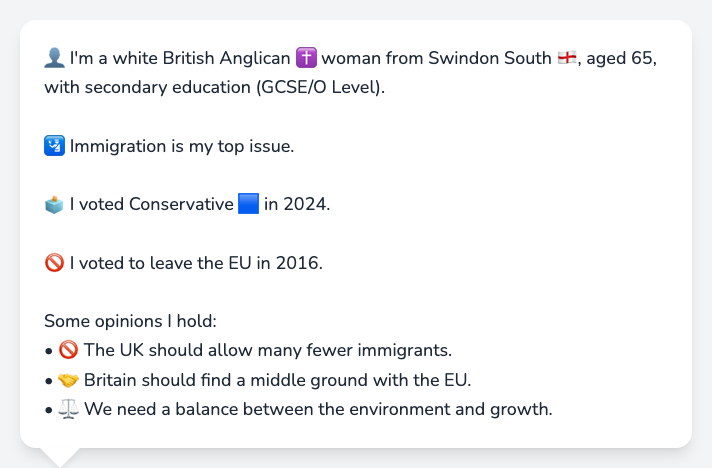 👤 I'm a white British Anglican ✝️ woman from Swindon South 🏴󠁧󠁢󠁥󠁮󠁧󠁿, aged 65,
with secondary education (GCSE/O Level).
🛂 Immigration is my top issue.
🗳️ I voted Conservative 🟦 in 2024.
🚫 I voted to leave the EU in 2016.
Some opinions I hold:
• 🚫 The UK should allow many fewer immigrants.
• 🤝 Britain should find a middle ground with the EU.
• ⚖️ We need a balance between the environment and growth.